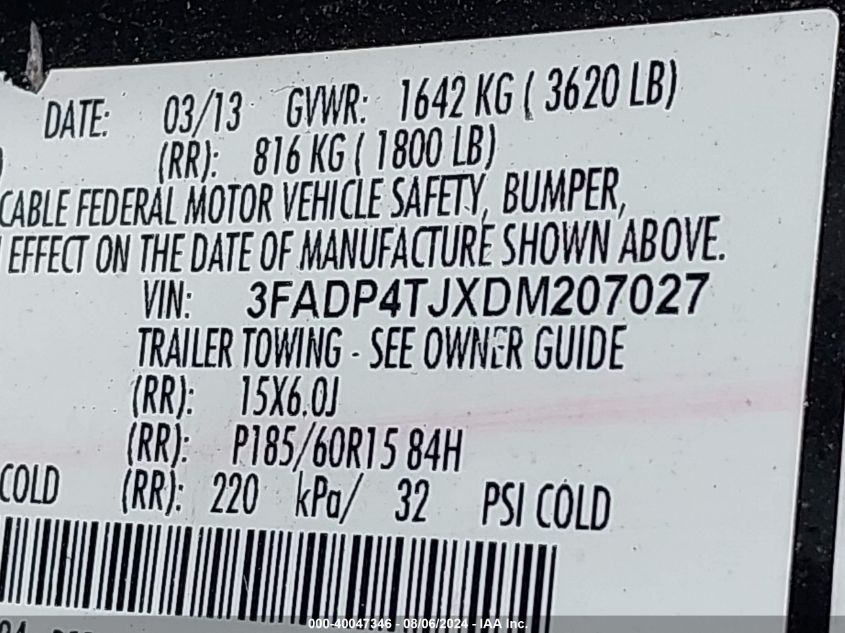 DATE: 03/13 GVWR: 1642 KG ( 3620 LB)
(RR): 816 KG ( 1800 LB)
CABLE FEDERAL MOTOR VEHICLE SAFETY, BUMPER,
EFFECT ON THE DATE OF MANUFACTURE SHOWN ABOVE.
VIN: 3FADP4TJXDM207027
TRAILER TOWING - SEE OWNER GUIDE
(RR): 15X6.0J
(RR): P185/60R15 84H
COLD (RR): 220 kPa/ 32 PSI COLD
000-40047346 - 08/06/2024 - IAA Inc.